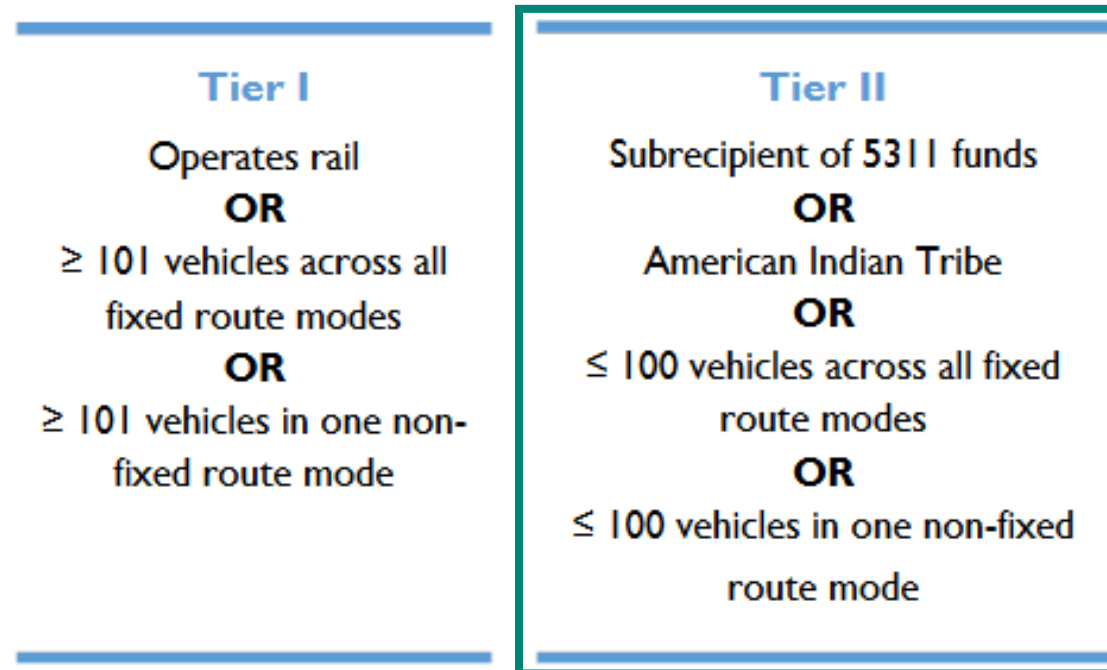 Tier I
Operates rail
OR
≥ 101 vehicles across all
fixed route modes
OR
≥ 101 vehicles in one non-
fixed route mode
Tier II
Subrecipient of 5311 funds
OR
American Indian Tribe
OR
≤ 100 vehicles across all fixed
route modes
OR
≤ 100 vehicles in one non-fixed
route mode